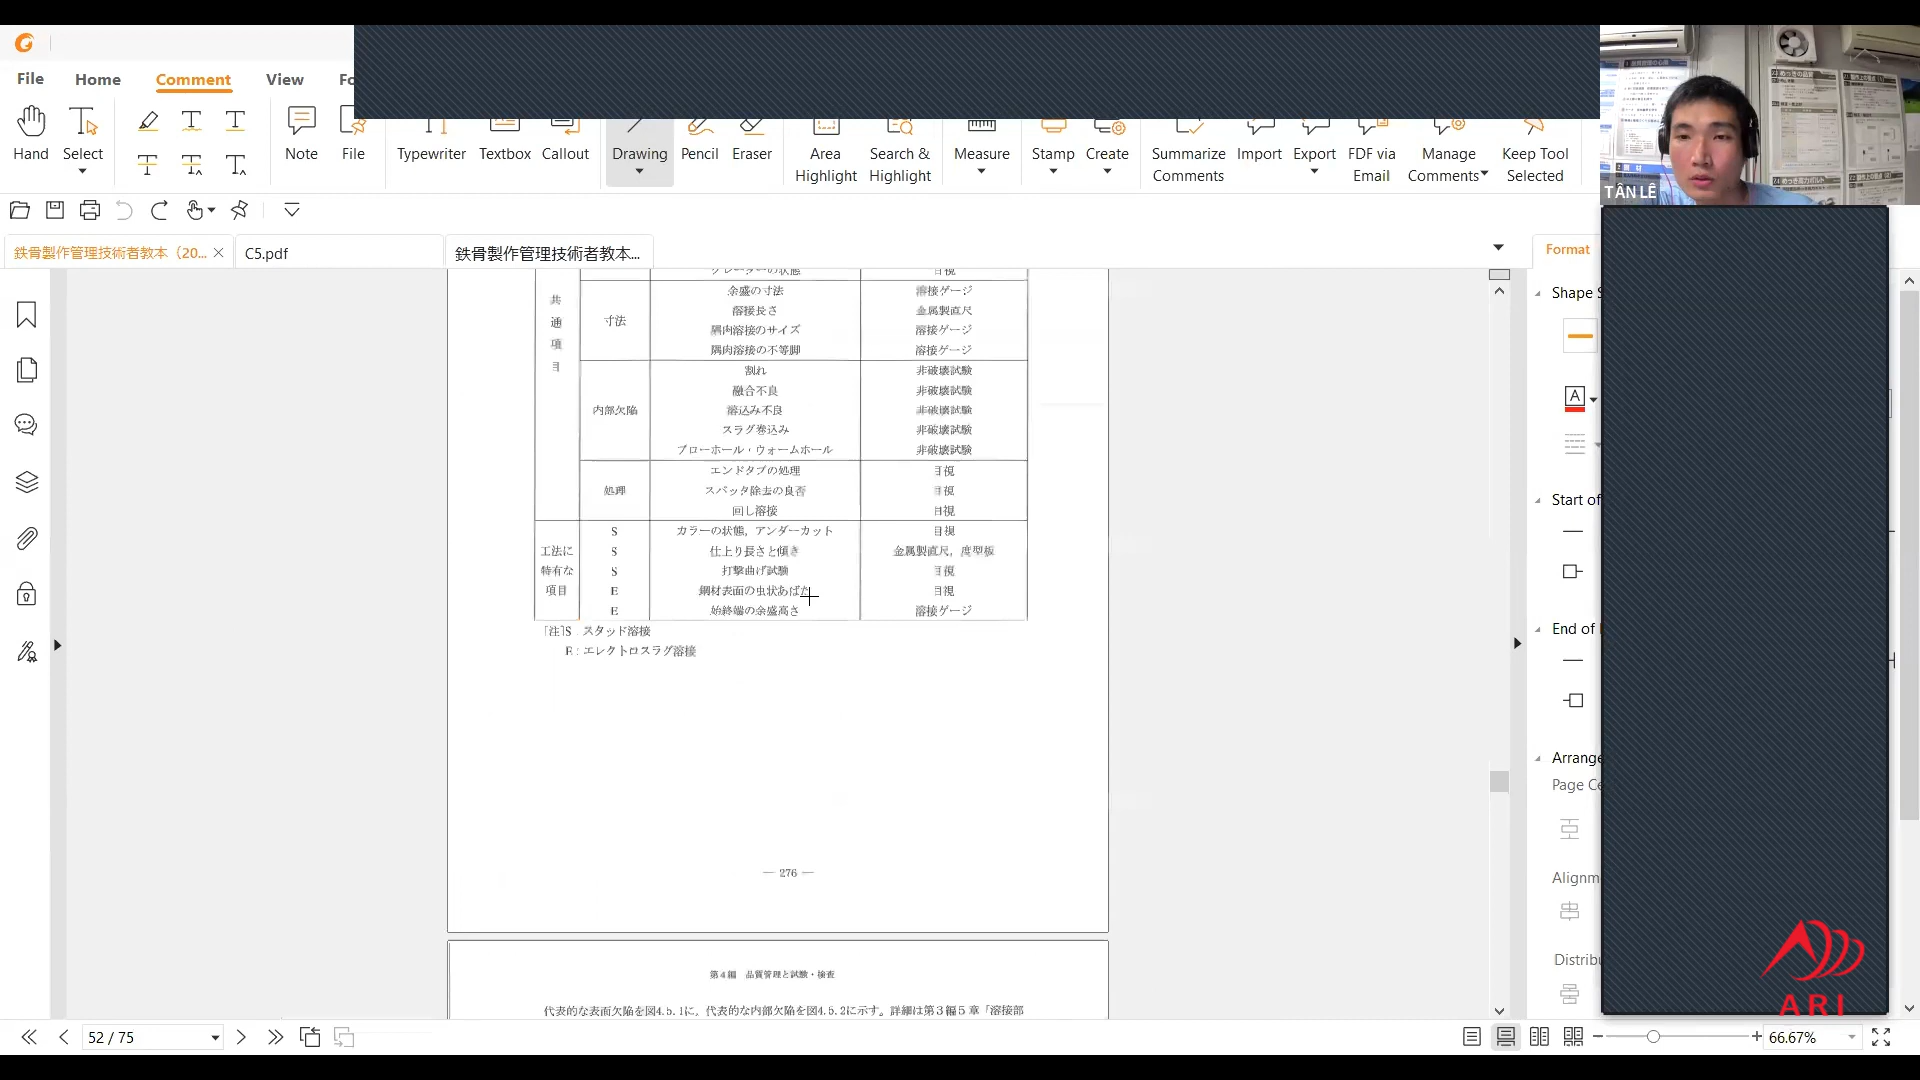 File Home Comment View Fo
Hand Select Note File Typewriter Textbox Callout Drawing Pencil Eraser Area Highlight Search & Highlight Measure Stamp Create Summarize Comments Import Export FDF via Email Manage Comments Keep Tool Selected
TÂN LÊ
鉄骨製作管理技術者教本（20... C5.pdf 鉄骨製作管理技術者教本...
Format
Shape S
Start of
End of
Arrange
Page Ce
Alignm
Distribu
クレーターの状態 目視
共通項目
寸法
余盛の寸法 溶接ゲージ
溶接長さ 金属製直尺
隅肉溶接のサイズ 溶接ゲージ
隅肉溶接の不等脚 溶接ゲージ
内部欠陥
割れ 非破壊試験
融合不良 非破壊試験
溶込み不良 非破壊試験
スラグ巻込み 非破壊試験
ブローホール・ウォームホール 非破壊試験
処理
エンドタブの処理 目視
スパッタ除去の良否 目視
回し溶接 目視
工法に特有な項目
S カラーの状態，アンダーカット 目視
S 仕上り長さと傾き 金属製直尺，度型板
S 打撃曲げ試験 目視
E 鋼材表面の虫状あばた 目視
E 始終端の余盛高さ 溶接ゲージ
［注］S：スタッド溶接
E：エレクトロスラグ溶接
― 276 ―
第４編 品質管理と試験・検査
代表的な表面欠陥を図4.5.1に，代表的な内部欠陥を図4.5.2に示す。詳細は第３編５章「溶接部
ARI
52 / 75
66.67%